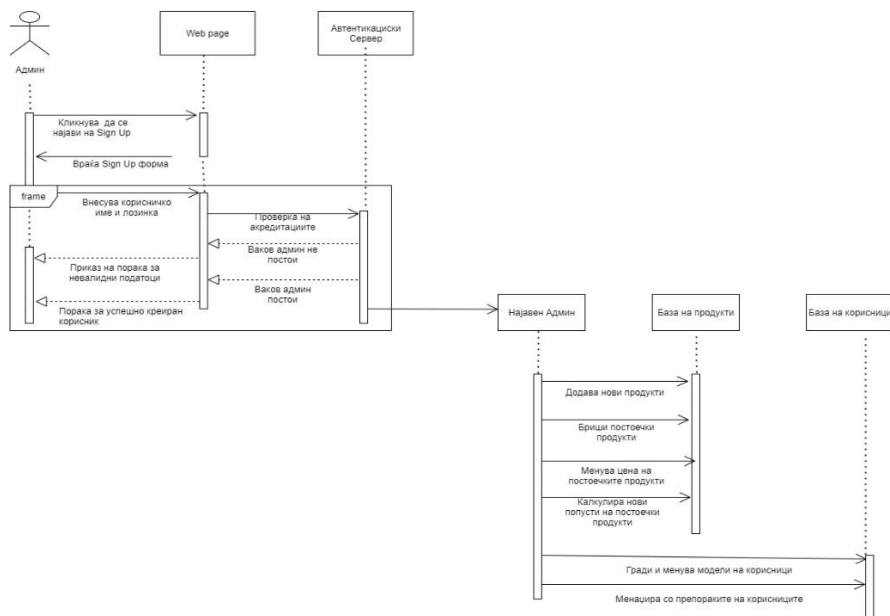 Админ
Web page
Автентикациски
Сервер
Кликнува да се
најави на Sign Up
Враќа Sign Up форма
frame
Внесува корисничко
име и лозинка
Проверка на
акредитациите
Ваков админ не
постои
Приказ на порака за
невалидни податоци
Ваков админ
постои
Порака за успешно креиран
корисник
Најавен Админ
База на продукти
База на корисници
Додава нови продукти
Бриши постоечки
продукти
Менува цена на
постоечките продукти
Калкулира нови
попусти на постоечки
продукти
Гради и менува модели на корисници
Менаџира со препораките на корисниците